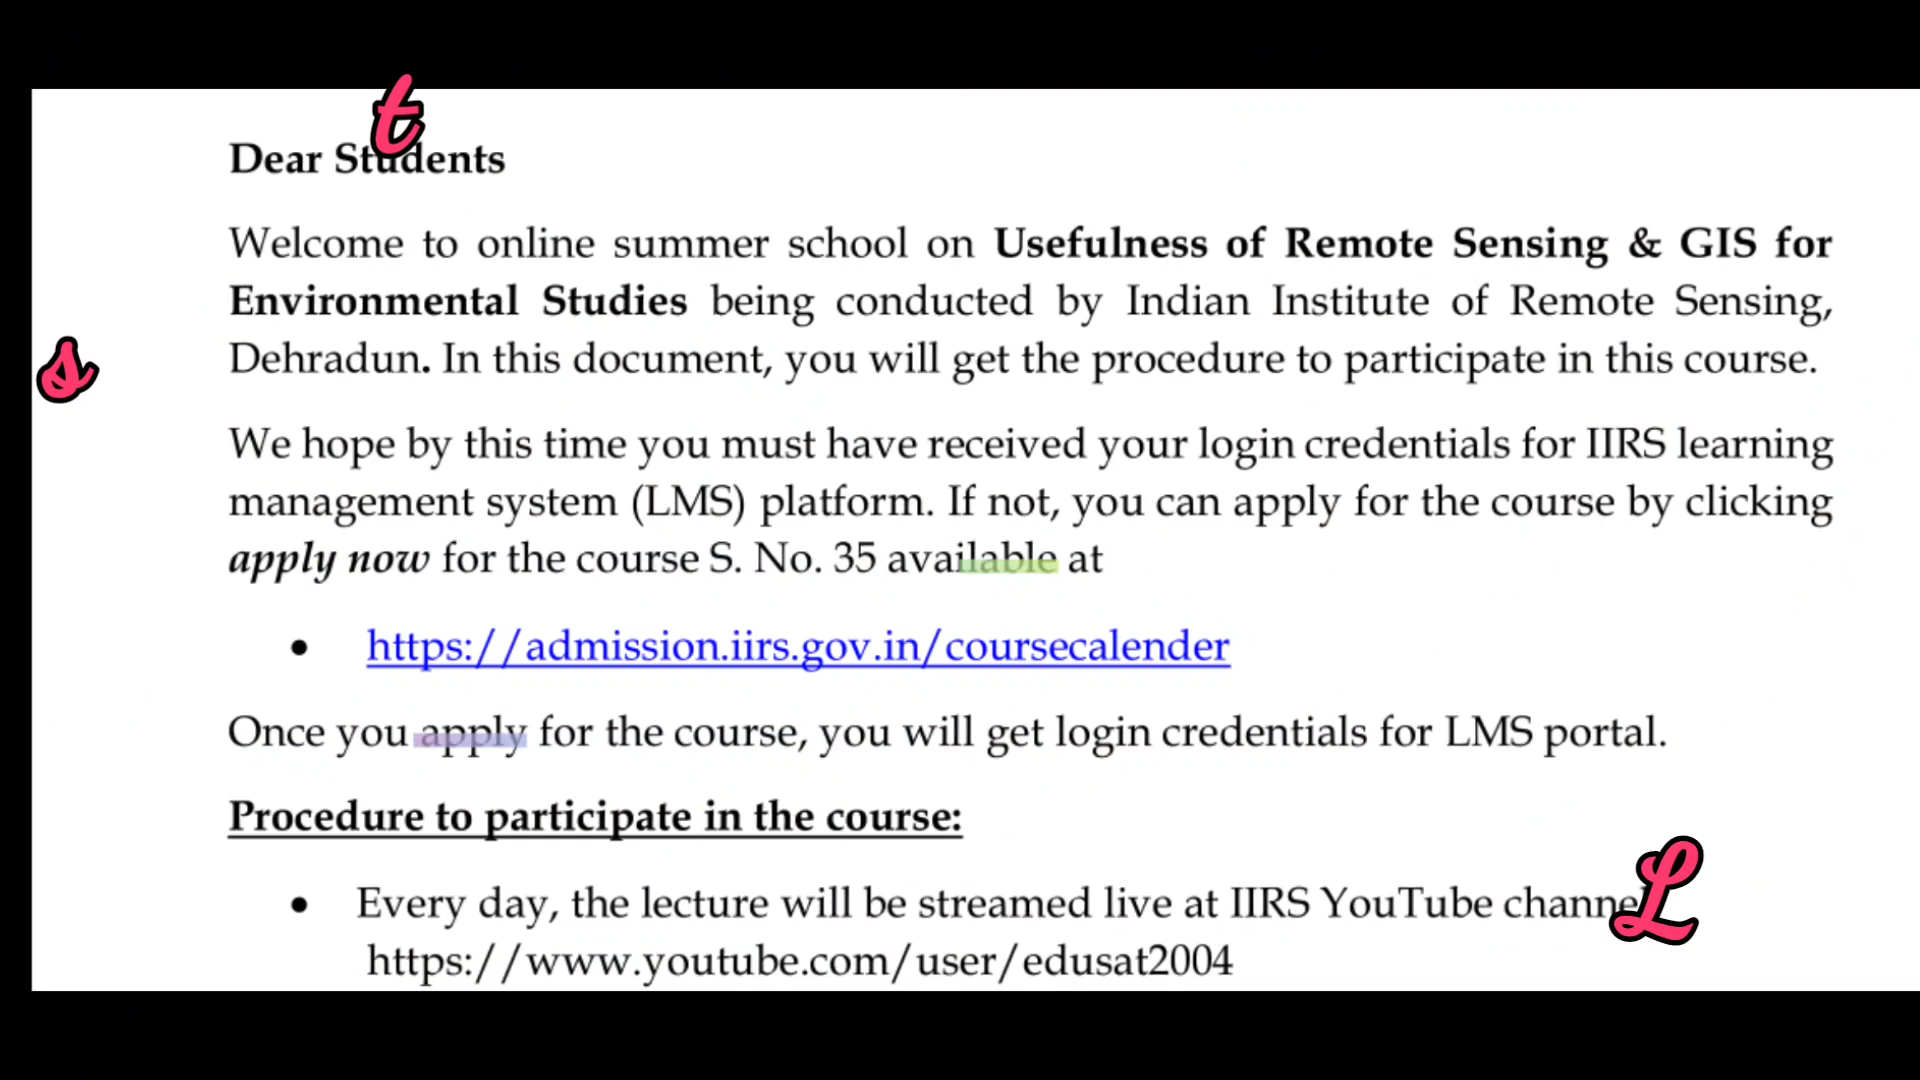 t
Dear Students
Welcome to online summer school on Usefulness of Remote Sensing & GIS for
Environmental Studies being conducted by Indian Institute of Remote Sensing,
s
Dehradun. In this document, you will get the procedure to participate in this course.
We hope by this time you must have received your login credentials for IIRS learning
management system (LMS) platform. If not, you can apply for the course by clicking
apply now for the course S. No. 35 available at
• https://admission.iirs.gov.in/coursecalender
Once you apply for the course, you will get login credentials for LMS portal.
Procedure to participate in the course:
L
• Every day, the lecture will be streamed live at IIRS YouTube channel
https://www.youtube.com/user/edusat2004